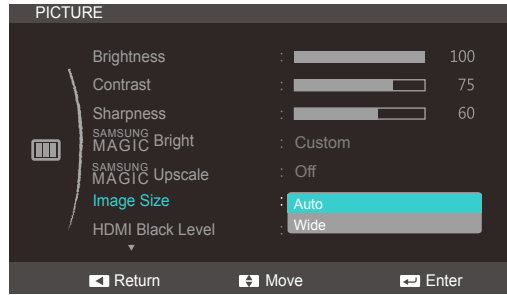 PICTURE
Brightness : 100
Contrast : 75
Sharpness : 60
SAMSUNG
MAGIC Bright : Custom
SAMSUNG
MAGIC Upscale : Off
Image Size : Auto
Wide
HDMI Black Level :
Return Move Enter